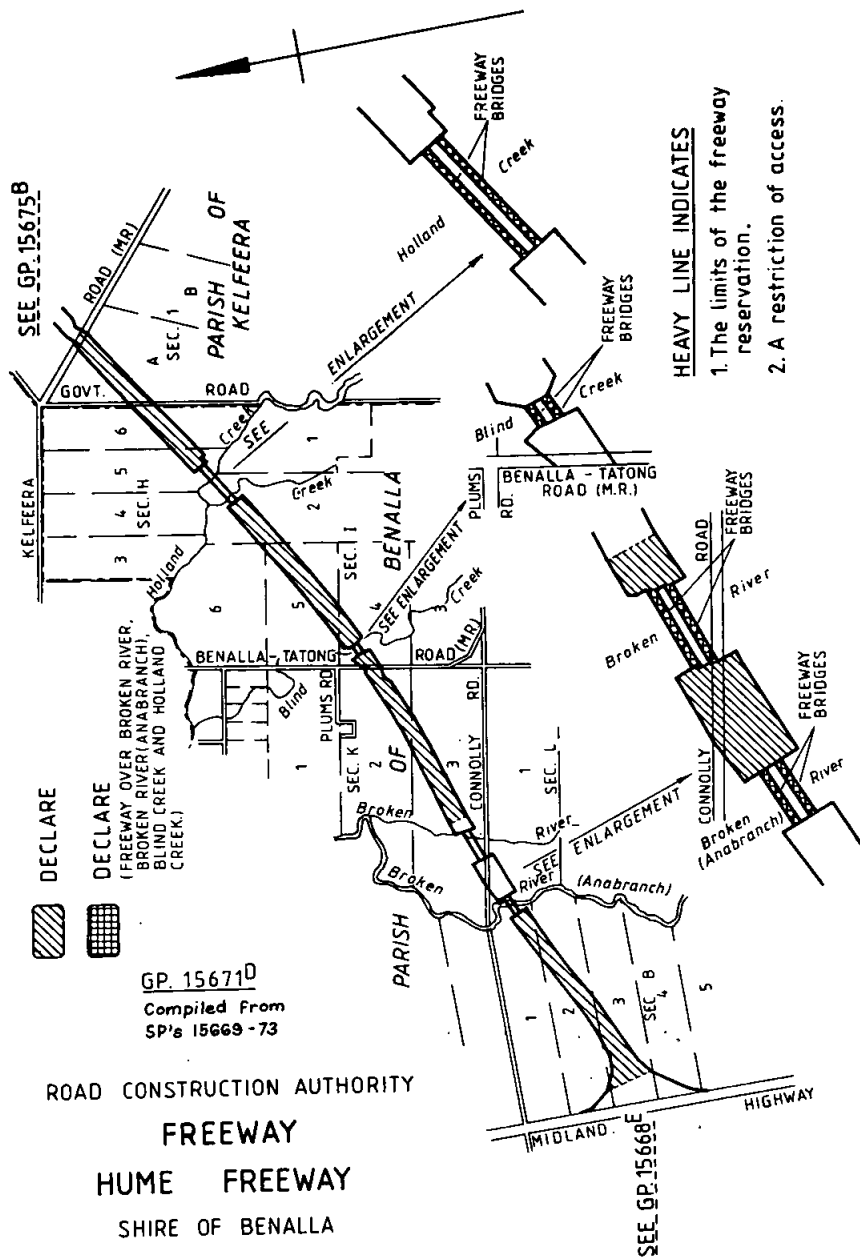 SEE GP.15675B
ROAD (MR)
A
SEC. 1
B
PARISH OF
KELFEERA
GOVT.
ROAD
KELFEERA
3
4
5
6
SEC. H
Holland
Creek
SEE
ENLARGEMENT
1
Creek
2
BENALLA
SEC. I
6
5
4
3
Creek
SEE ENLARGEMENT
BENALLA-TATONG
ROAD (MR)
Blind
PLUMS RD.
1
SEC. K
2
OF
3
CONNOLLY
RD.
1
SEC. L
Broken
River
SEE ENLARGEMENT
Broken
River
(Anabranch)
PARISH
1
2
3
SEC. B
4
5
MIDLAND.
HIGHWAY
SEE GP.15668E
Holland
Creek
FREEWAY
BRIDGES
Blind
Creek
FREEWAY
BRIDGES
PLUMS
RD.
BENALLA-TATONG
ROAD (M.R.)
Broken
River
CONNOLLY
ROAD
FREEWAY
BRIDGES
Broken
(Anabranch)
River
FREEWAY
BRIDGES
HEAVY LINE INDICATES
1. The limits of the freeway
reservation.
2. A restriction of access.
DECLARE
DECLARE
(FREEWAY OVER BROKEN RIVER,
BROKEN RIVER (ANABRANCH),
BLIND CREEK AND HOLLAND
CREEK.)
GP. 15671D
Compiled From
SP's 15669-73
ROAD CONSTRUCTION AUTHORITY
FREEWAY
HUME FREEWAY
SHIRE OF BENALLA